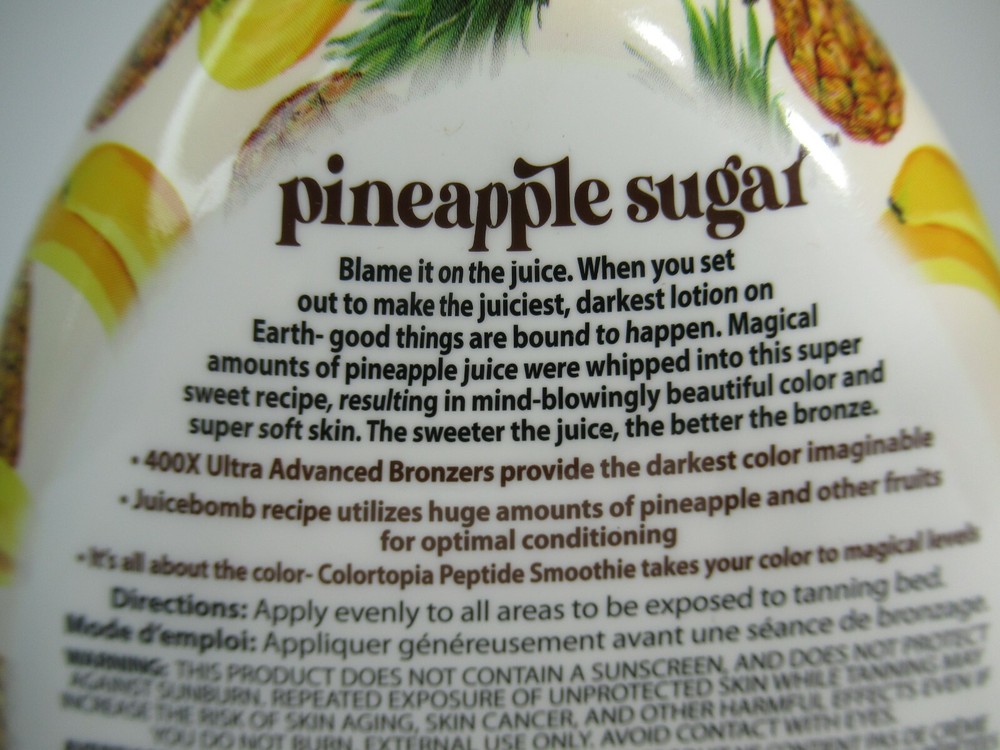 pineapple sugar™
Blame it on the juice. When you set
out to make the juiciest, darkest lotion on
Earth- good things are bound to happen. Magical
amounts of pineapple juice were whipped into this super
sweet recipe, resulting in mind-blowingly beautiful color and
super soft skin. The sweeter the juice, the better the bronze.
• 400X Ultra Advanced Bronzers provide the darkest color imaginable
• Juicebomb recipe utilizes huge amounts of pineapple and other fruits
for optimal conditioning
• It's all about the color- Colortopia Peptide Smoothie takes your color to magical levels
Directions: Apply evenly to all areas to be exposed to tanning bed.
Mode d'emploi: Appliquer généreusement avant une séance de bronzage.
WARNING: THIS PRODUCT DOES NOT CONTAIN A SUNSCREEN, AND DOES NOT PROTECT
AGAINST SUNBURN. REPEATED EXPOSURE OF UNPROTECTED SKIN WHILE TANNING MAY
INCREASE THE RISK OF SKIN AGING, SKIN CANCER, AND OTHER HARMFUL EFFECTS EVEN IF
YOU DO NOT BURN. EXTERNAL USE ONLY. AVOID CONTACT WITH EYES.
PAS DE CRÈME